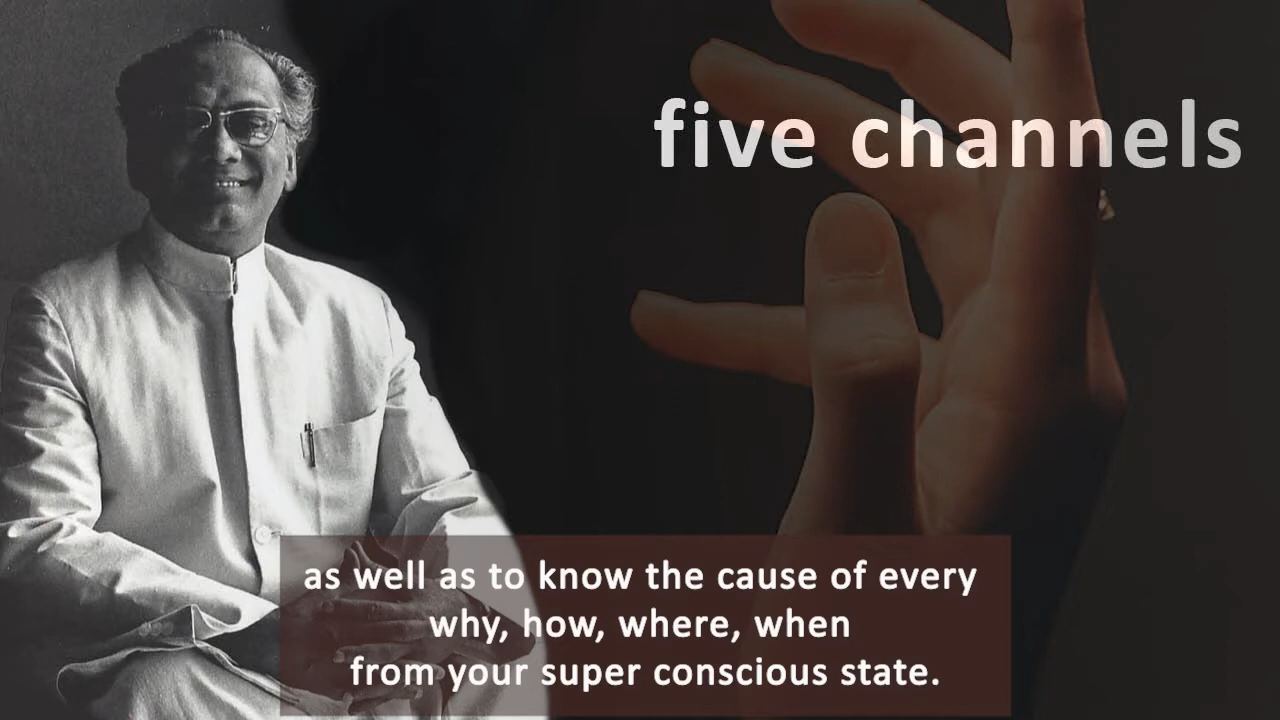 five channels
as well as to know the cause of every
why, how, where, when
from your super conscious state.